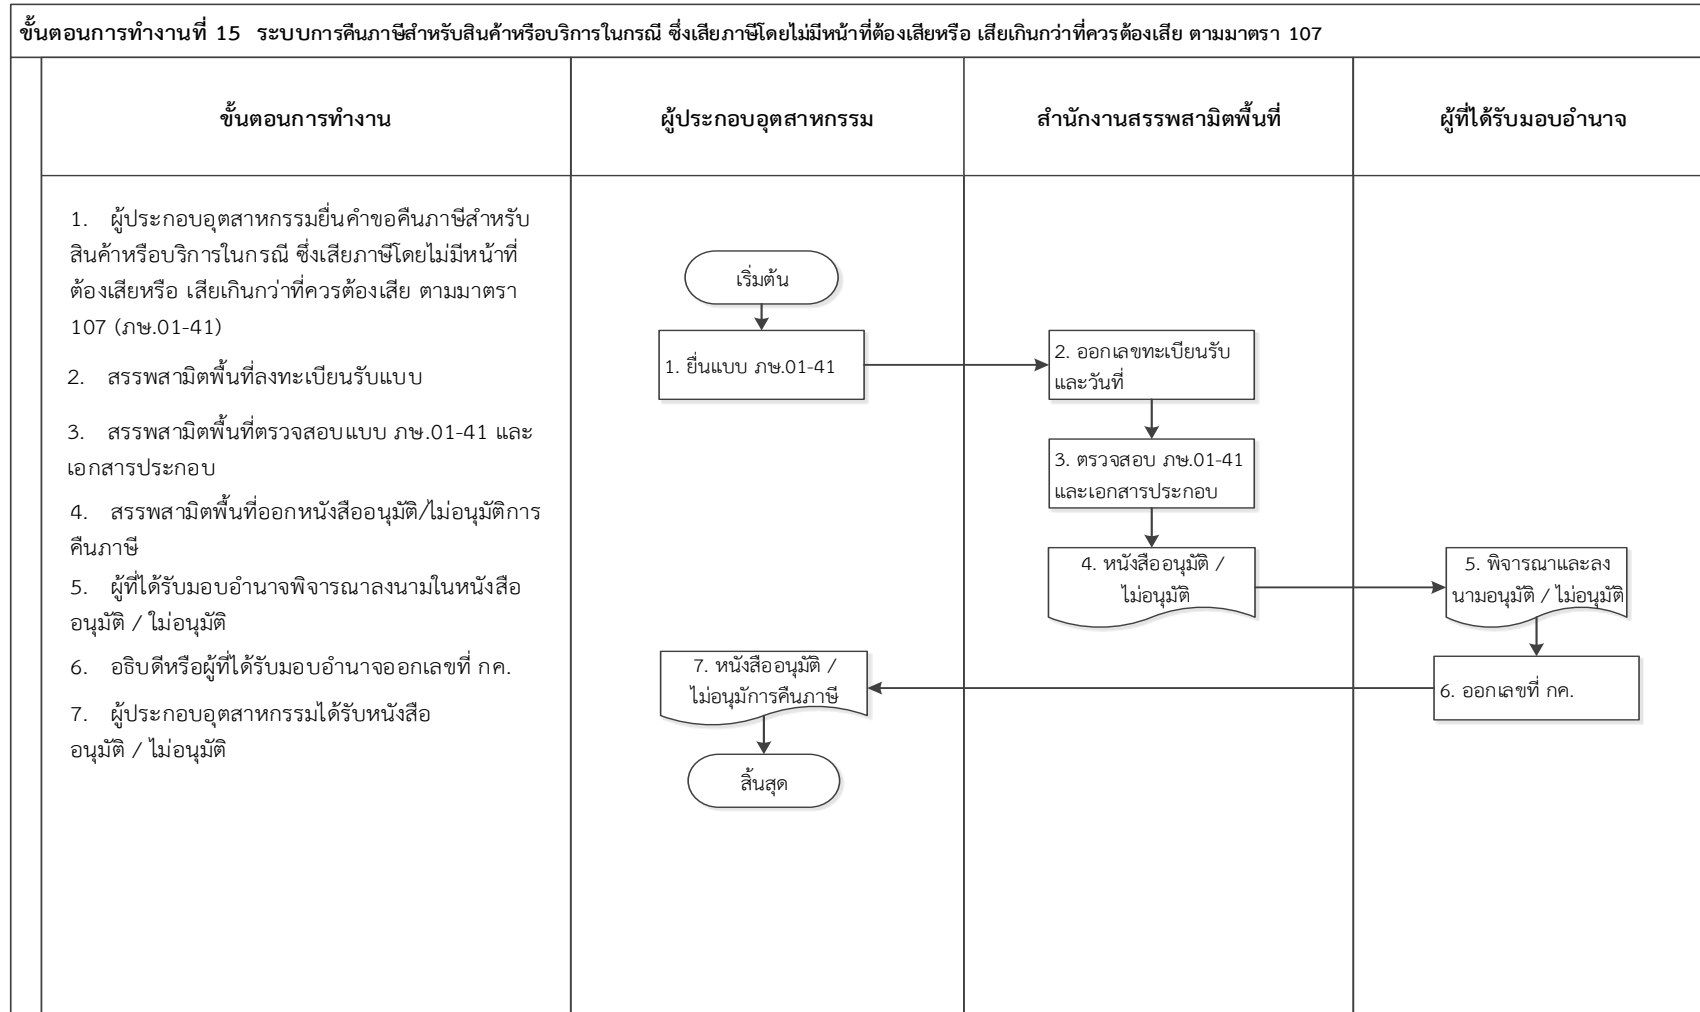 ขั้นตอนการทำงานที่ 15 ระบบการคืนภาษีสำหรับสินค้าหรือบริการในกรณี ซึ่งเสียภาษีโดยไม่มีหน้าที่ต้องเสียหรือ เสียเกินกว่าที่ควรต้องเสีย ตามมาตรา 107
ขั้นตอนการทำงาน
ผู้ประกอบอุตสาหกรรม
สำนักงานสรรพสามิตพื้นที่
ผู้ที่ได้รับมอบอำนาจ
1. ผู้ประกอบอุตสาหกรรมยื่นคำขอคืนภาษีสำหรับ
สินค้าหรือบริการในกรณี ซึ่งเสียภาษีโดยไม่มีหน้าที่
ต้องเสียหรือ เสียเกินกว่าที่ควรต้องเสีย ตามมาตรา
107 (ภษ.01-41)
2. สรรพสามิตพื้นที่ลงทะเบียนรับแบบ
3. สรรพสามิตพื้นที่ตรวจสอบแบบ ภษ.01-41 และ
เอกสารประกอบ
4. สรรพสามิตพื้นที่ออกหนังสืออนุมัติ/ไม่อนุมัติการ
คืนภาษี
5. ผู้ที่ได้รับมอบอำนาจพิจารณาลงนามในหนังสือ
อนุมัติ / ใม่อนุมัติ
6. อธิบดีหรือผู้ที่ได้รับมอบอำนาจออกเลขที่ กค.
7. ผู้ประกอบอุตสาหกรรมได้รับหนังสือ
อนุมัติ / ไม่อนุมัติ
เริ่มต้น
1. ยื่นแบบ ภษ.01-41
2. ออกเลขทะเบียนรับ
และวันที่
3. ตรวจสอบ ภษ.01-41
และเอกสารประกอบ
4. หนังสืออนุมัติ /
ไม่อนุมัติ
5. พิจารณาและลง
นามอนุมัติ / ไม่อนุมัติ
6. ออกเลขที่ กค.
7. หนังสืออนุมัติ /
ไม่อนุมัการคืนภาษี
สิ้นสุด